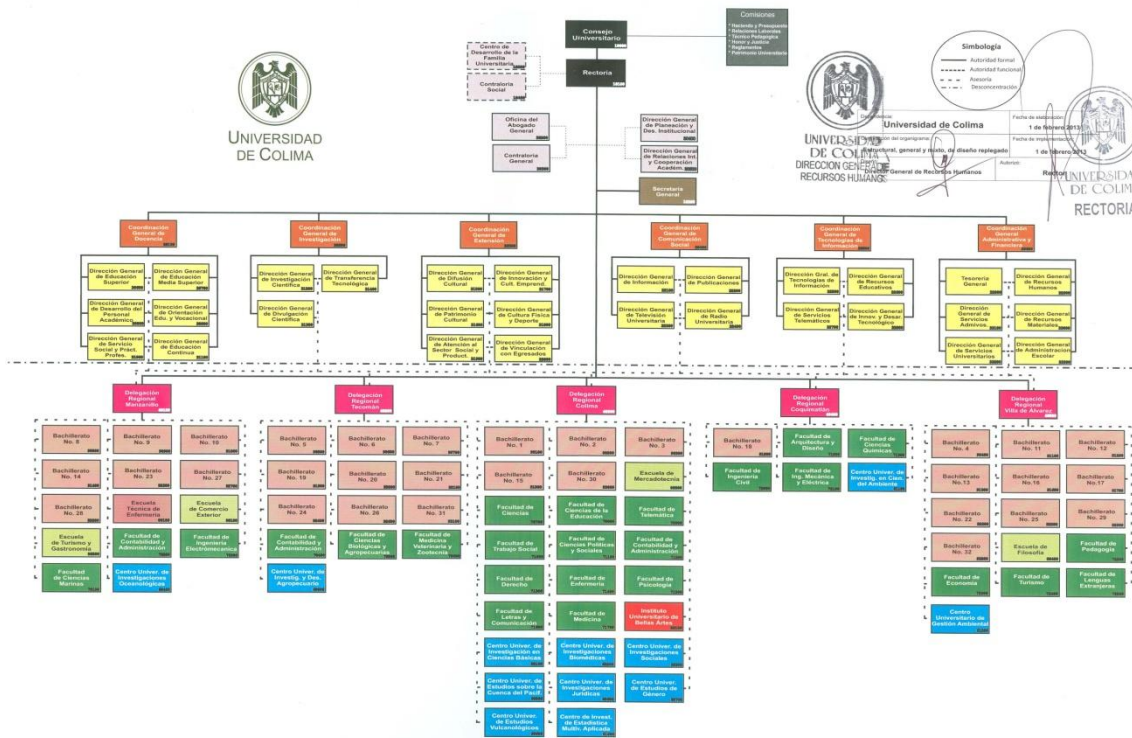 Consejo
Universitario
Comisiones
* Hacienda y Presupuesto
* Relaciones Laborales
* Técnico Pedagógica
* Honor y Justicia
* Reglamentos
* Patrimonio Universitario
Centro de
Desarrollo de la
Familia
Universitaria
Rectoría
Contraloría
Social
Simbología
Autoridad formal
Autoridad funcional
Asesoría
Desconcentración
UNIVERSIDAD
DE COLIMA
Oficina del
Abogado
General
Dirección General
de Planeación y
Des. Institucional
Contraloría
General
Dirección General
de Relaciones Int.
y Cooperación
Académ.
Universidad de Colima
Fecha de elaboración:
1 de febrero 2013
Fecha de implementación:
1 de febrero 2013
Estructural, general y mixto, de diseño replegado
Director General de Recursos Humanos
Autorizó:
Rector
UNIVERSIDAD
DE COLIMA
DIRECCION GENERAL DE
RECURSOS HUMANOS
UNIVERSIDAD
DE COLIMA
RECTORIA
Secretaría
General
Coordinación
General de
Docencia
Coordinación
General de
Investigación
Coordinación
General de
Extensión
Coordinación
General de
Comunicación
Social
Coordinación
General de
Tecnologías de
Información
Coordinación
General
Administrativa y
Financiera
Dirección General
de Educación
Superior
Dirección General
de Educación
Media Superior
Dirección General
de Desarrollo del
Personal
Académico
Dirección General
de Orientación
Edu. y Vocacional
Dirección General
de Servicio
Social y Práct.
Profes.
Dirección General
de Educación
Continua
Dirección General
de Investigación
Científica
Dirección General
de Transferencia
Tecnológica
Dirección General
de Divulgación
Científica
Dirección General
de Difusión
Cultural
Dirección General
de Innovación y
Cult. Emprend.
Dirección General
de Patrimonio
Cultural
Dirección General
de Cultura Física
y Deporte
Dirección General
de Atención al
Sector Social y
Product.
Dirección General
de Vinculación
con Egresados
Dirección General
de Información
Dirección General
de Publicaciones
Dirección General
de Televisión
Universitaria
Dirección General
de Radio
Universitaria
Dirección Gral. de
Tecnologías de
Información
Dirección General
de Recursos
Educativos
Dirección General
de Servicios
Telemáticos
Dirección General
de Innov. y Desar.
Tecnológico
Tesorería
General
Dirección General
de Recursos
Humanos
Dirección
General de
Servicios
Admivos.
Dirección General
de Recursos
Materiales
Dirección General
de Servicios
Universitarios
Dirección General
de Administración
Escolar
Delegación
Regional
Manzanillo
Delegación
Regional
Tecomán
Delegación
Regional
Colima
Delegación
Regional
Coquimatlán
Delegación
Regional
Villa de Álvarez
Bachillerato
No. 8
Bachillerato
No. 9
Bachillerato
No. 10
Bachillerato
No. 14
Bachillerato
No. 23
Bachillerato
No. 27
Bachillerato
No. 28
Escuela
Técnica de
Enfermería
Escuela
de Comercio
Exterior
Escuela
de Turismo y
Gastronomía
Facultad de
Contabilidad y
Administración
Facultad de
Ingeniería
Electromecánica
Facultad
de Ciencias
Marinas
Centro Univer. de
Investigaciones
Oceanológicas
Bachillerato
No. 5
Bachillerato
No. 6
Bachillerato
No. 7
Bachillerato
No. 19
Bachillerato
No. 20
Bachillerato
No. 21
Bachillerato
No. 24
Bachillerato
No. 26
Bachillerato
No. 31
Facultad de
Contabilidad y
Administración
Facultad de
Ciencias
Biológicas y
Agropecuarias
Facultad de
Medicina
Veterinaria y
Zootecnia
Centro Univer. de
Investig. y Des.
Agropecuario
Bachillerato
No. 1
Bachillerato
No. 2
Bachillerato
No. 3
Bachillerato
No. 15
Bachillerato
No. 30
Escuela de
Mercadotecnia
Facultad de
Ciencias
Facultad de
Ciencias de la
Educación
Facultad de
Telemática
Facultad de
Trabajo Social
Facultad de
Ciencias Políticas
y Sociales
Facultad de
Contabilidad y
Administración
Facultad de
Derecho
Facultad de
Enfermería
Facultad de
Psicología
Facultad de
Letras y
Comunicación
Facultad de
Medicina
Instituto
Universitario de
Bellas Artes
Centro Univer. de
Investigación en
Ciencias Básicas
Centro Univer. de
Investigaciones
Biomédicas
Centro Univer. de
Investigaciones
Sociales
Centro Univer. de
Estudios sobre la
Cuenca del Pacíf.
Centro Univer. de
Investigaciones
Jurídicas
Centro Univer.
de Estudios de
Género
Centro Univer.
de Estudios
Vulcanológicos
Centro de Invest.
de Estadística
Multiv. Aplicada
Bachillerato
No. 18
Facultad de
Arquitectura y
Diseño
Facultad de
Ciencias
Químicas
Facultad de
Ingeniería
Civil
Facultad de
Ing. Mecánica y
Eléctrica
Centro Univer. de
Investig. en Cien.
del Ambiente
Bachillerato
No. 4
Bachillerato
No. 11
Bachillerato
No. 12
Bachillerato
No.13
Bachillerato
No.16
Bachillerato
No.17
Bachillerato
No. 22
Bachillerato
No. 25
Bachillerato
No. 29
Bachillerato
No. 32
Escuela de
Filosofía
Facultad de
Pedagogía
Facultad de
Economía
Facultad de
Turismo
Facultad de
Lenguas
Extranjeras
Centro
Universitario de
Gestión Ambiental